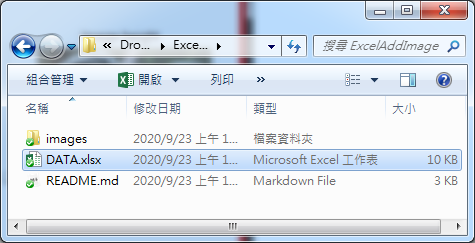 « Dro... ▸ Exce... ▸ 搜尋 ExcelAddImage
組合管理 ▾ 開啟 ▾ 列印 »
名稱 修改日期 類型 大小
images 2020/9/23 上午 1... 檔案資料夾
DATA.xlsx 2020/9/23 上午 1... Microsoft Excel 工作表 10 KB
README.md 2020/9/23 上午 1... Markdown File 3 KB